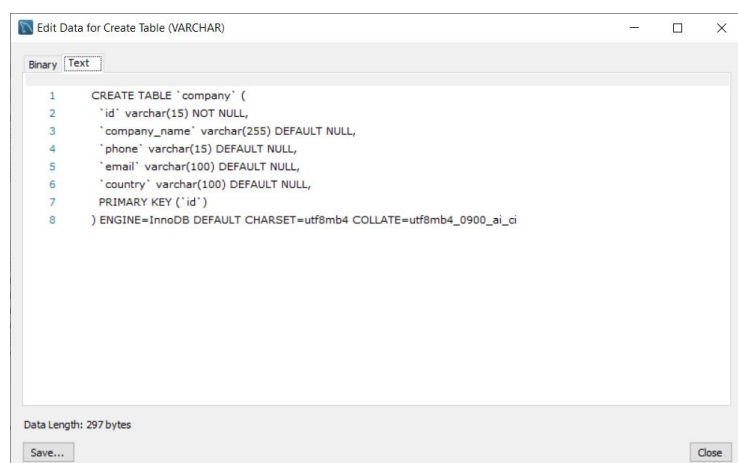 Edit Data for Create Table (VARCHAR)
Binary Text
1 CREATE TABLE `company` (
2 `id` varchar(15) NOT NULL,
3 `company_name` varchar(255) DEFAULT NULL,
4 `phone` varchar(15) DEFAULT NULL,
5 `email` varchar(100) DEFAULT NULL,
6 `country` varchar(100) DEFAULT NULL,
7 PRIMARY KEY (`id`)
8 ) ENGINE=InnoDB DEFAULT CHARSET=utf8mb4 COLLATE=utf8mb4_0900_ai_ci
Data Length: 297 bytes
Save... Close